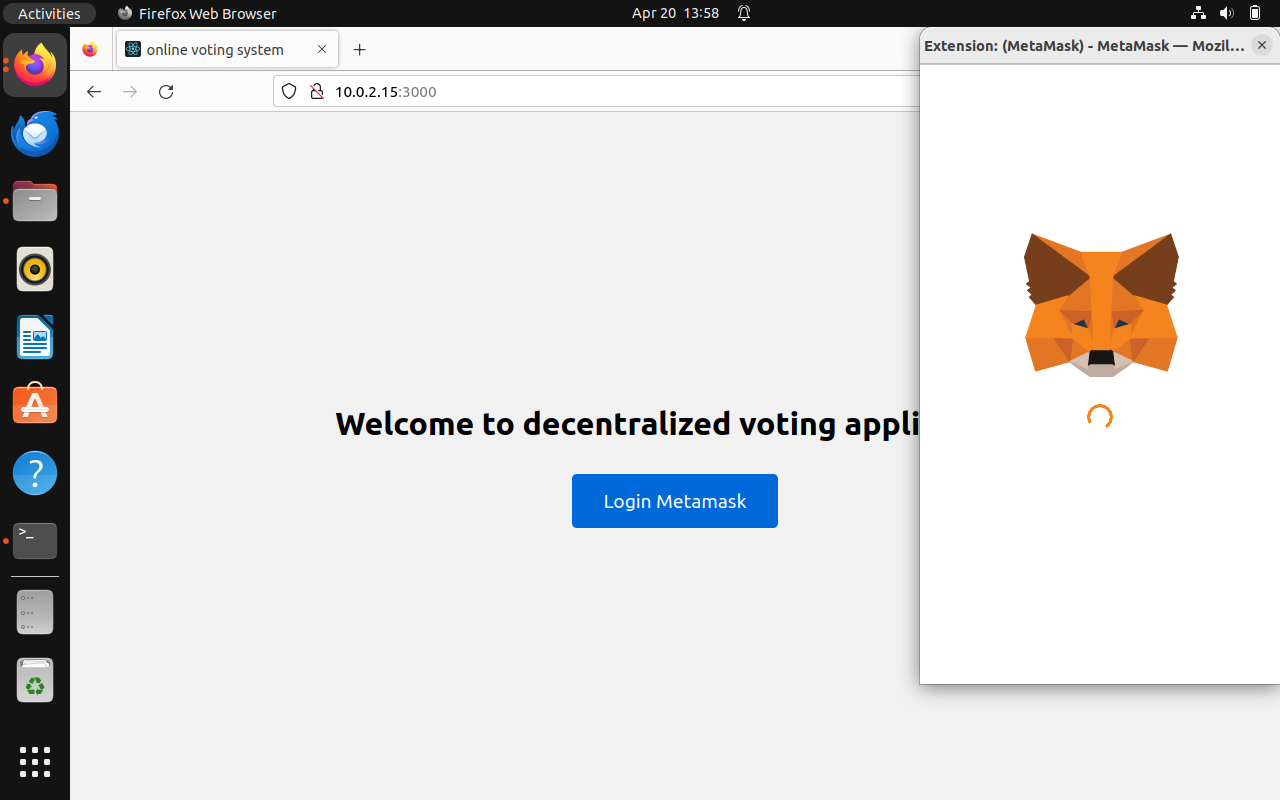 Activities
Firefox Web Browser
Apr 20 13:58
online voting system
Extension: (MetaMask) - MetaMask — Mozil...
10.0.2.15:3000
Welcome to decentralized voting appli
Login Metamask